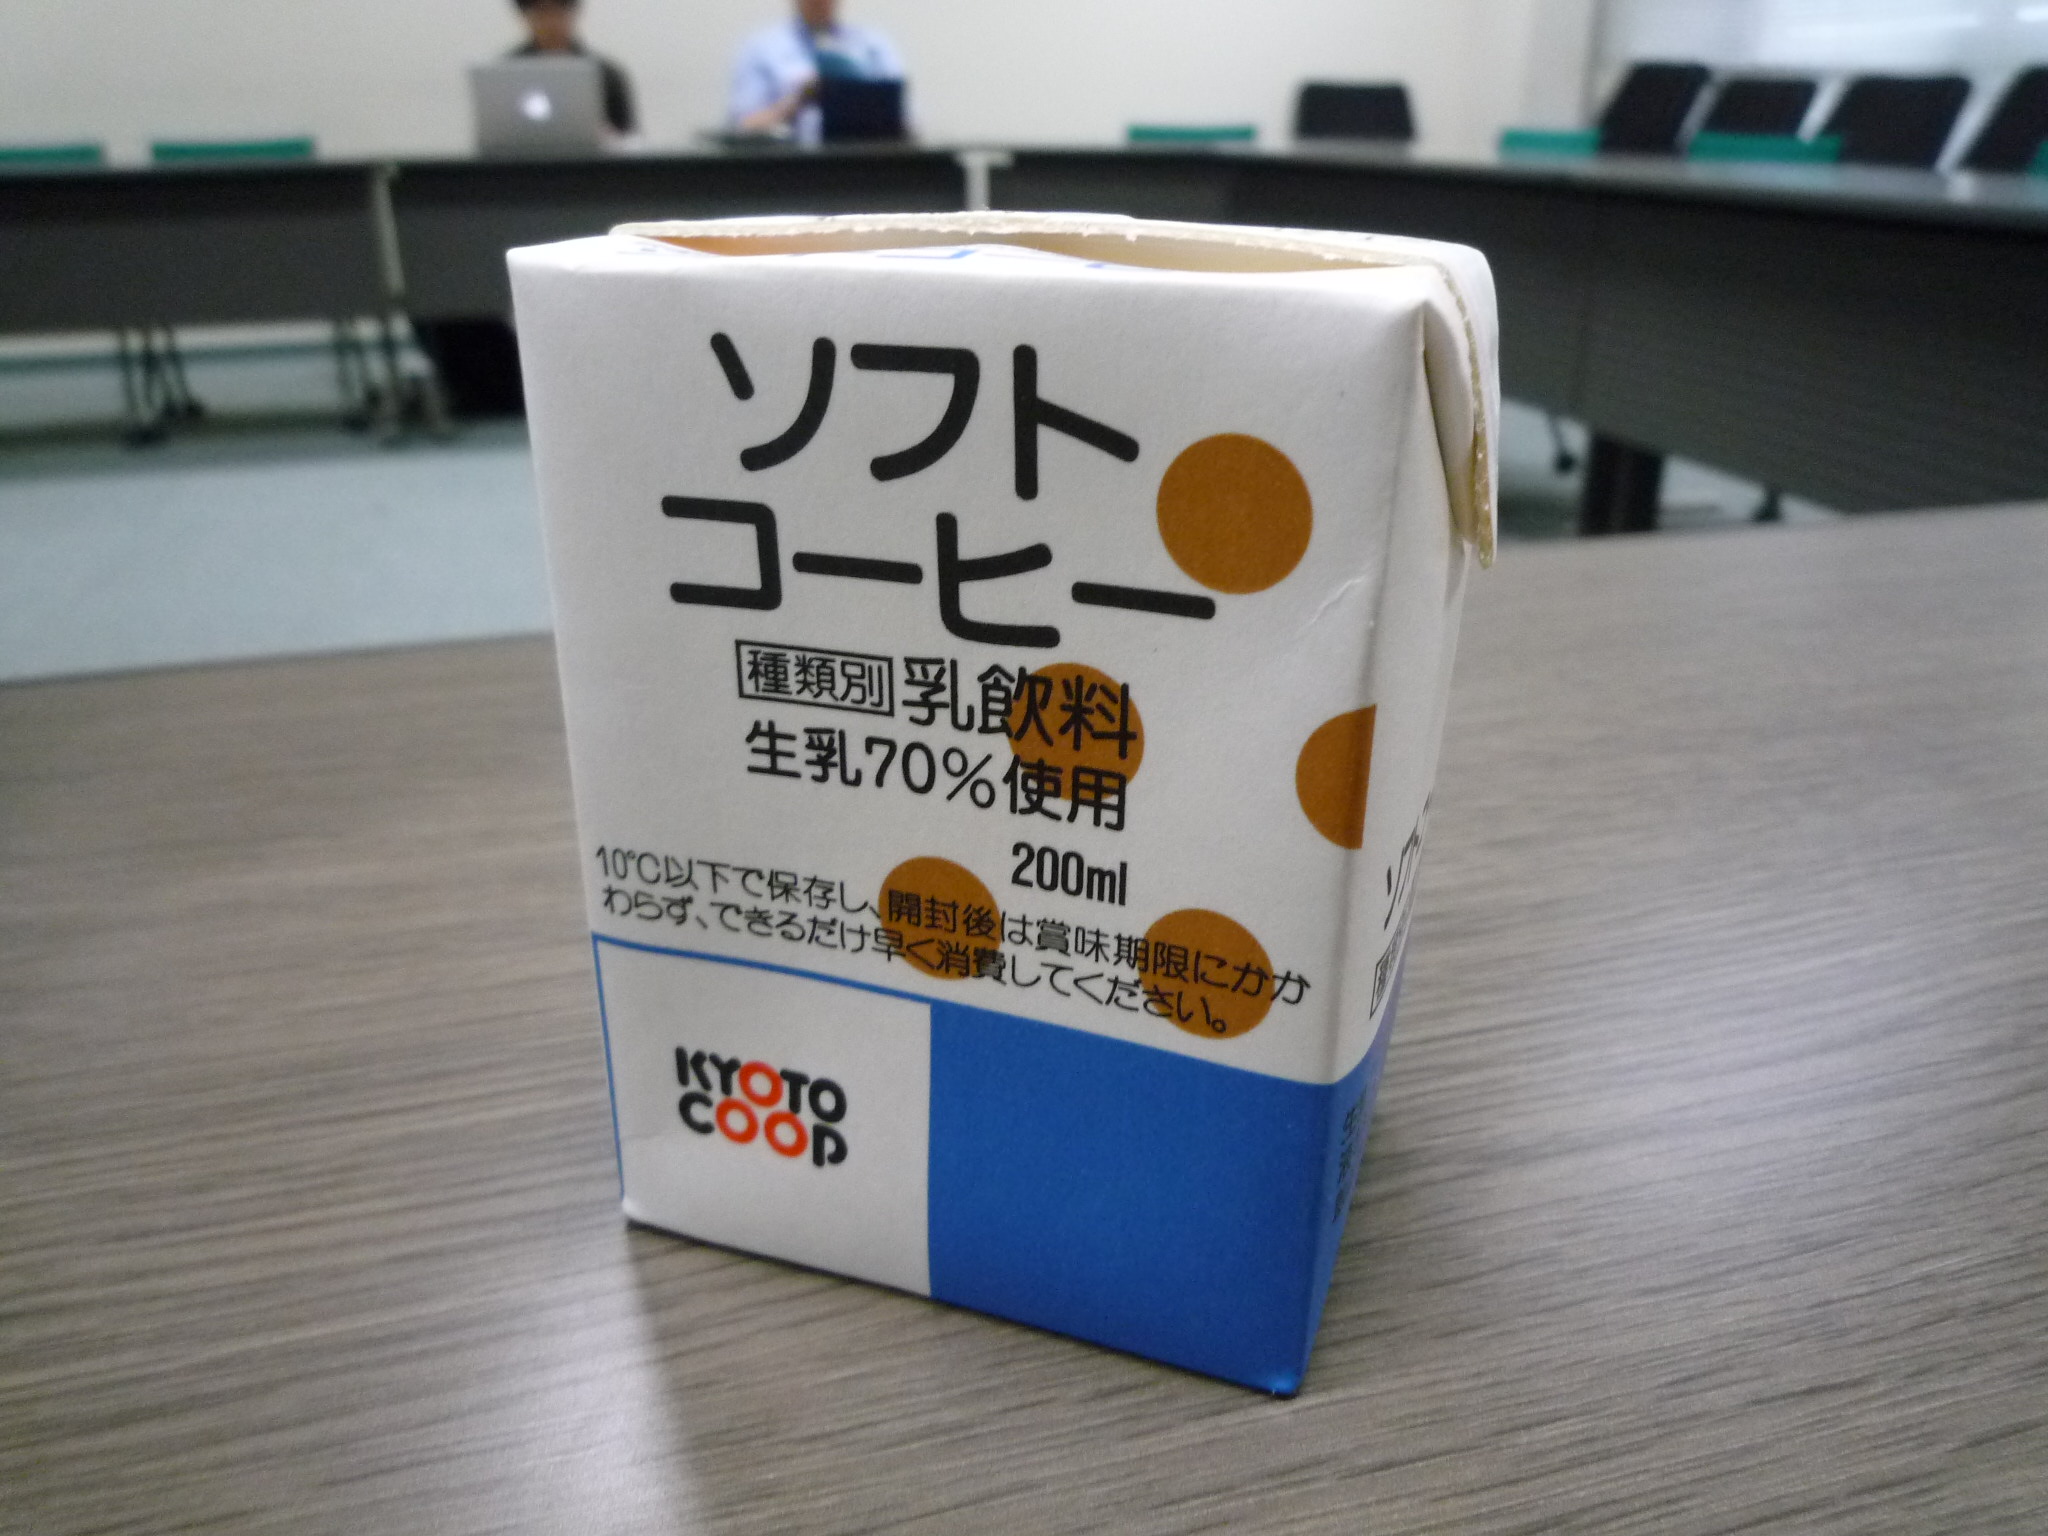 ソフト
コーヒー
種類別 乳飲料
生乳70%使用
200ml
10℃以下で保存し、開封後は賞味期限にかか
わらず、できるだけ早く消費してください。
KYOTO
COOP